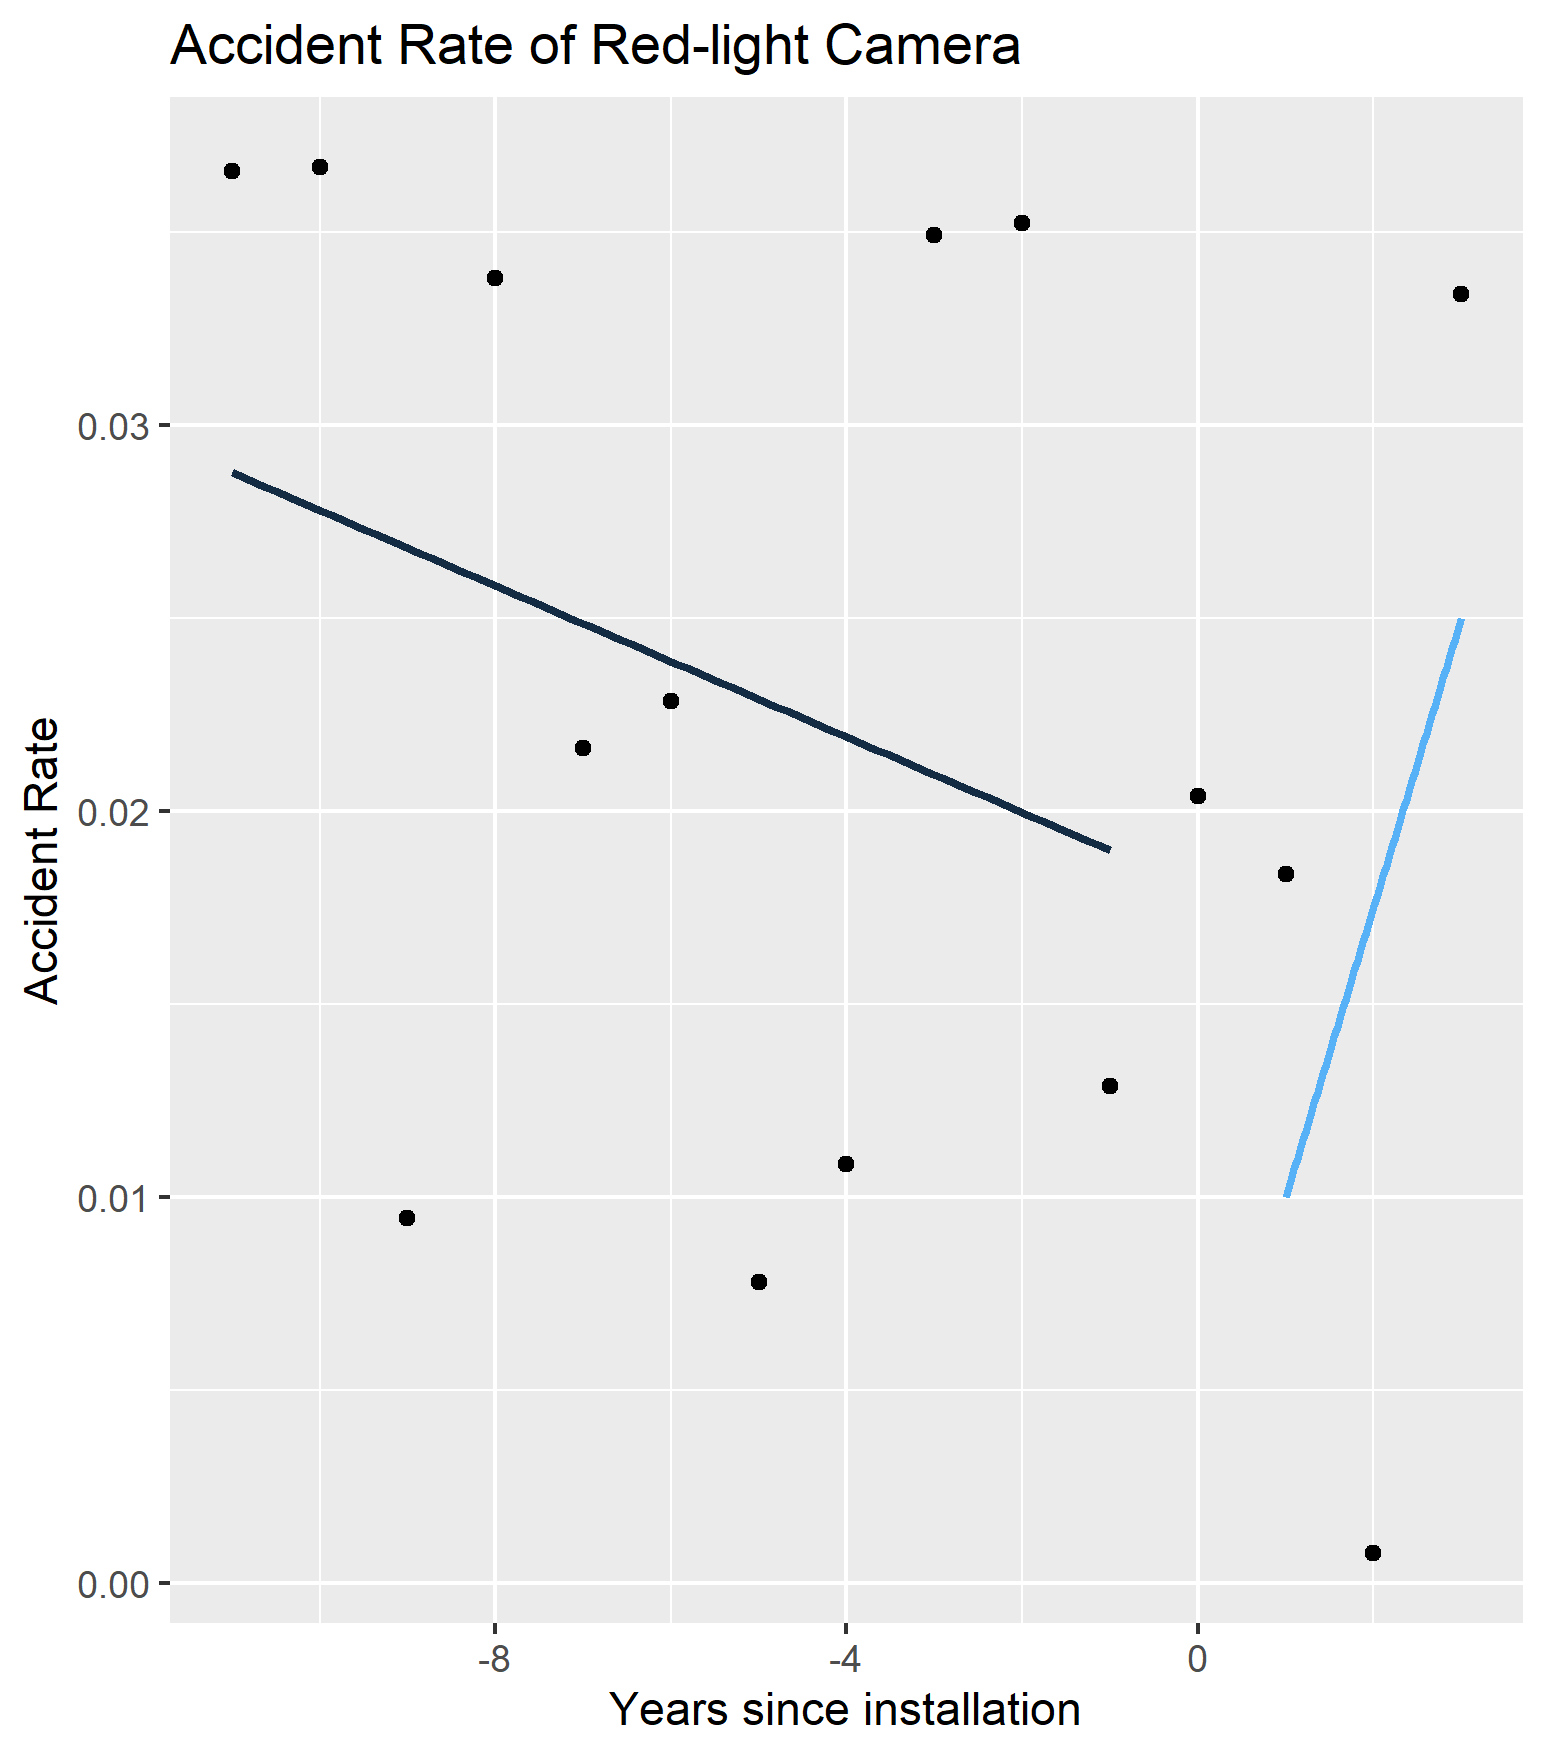 Accident Rate of Red-light Camera
Accident Rate
0.03
0.02
0.01
0.00
-8
-4
0
Years since installation